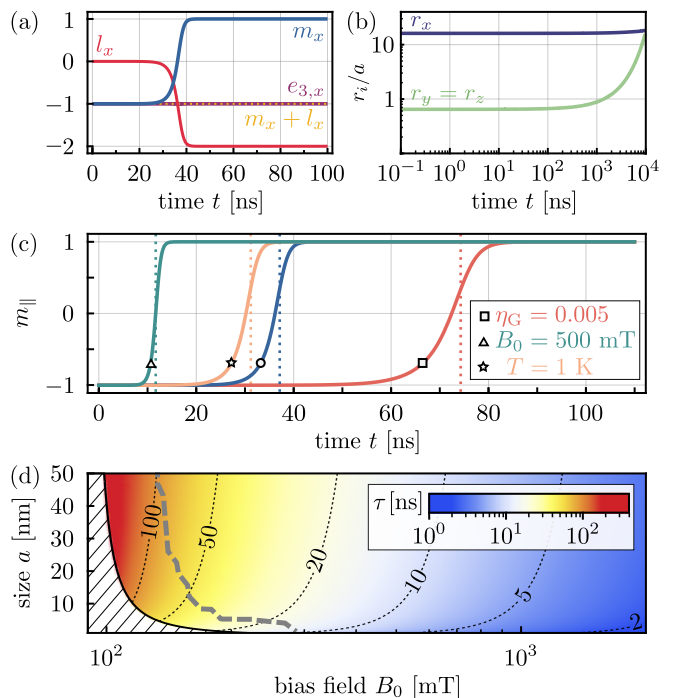 (a)
1
0
−1
−2
l_x
m_x
e_{3,x}
m_x + l_x
0 20 40 60 80 100
time t [ns]
(b)
r_i/a
10
1
r_x
r_y = r_z
10^{−1} 10^0 10^1 10^2 10^3 10^4
time t [ns]
(c)
m_∥
1
0
−1
η_G = 0.005
B_0 = 500 mT
T = 1 K
0 20 40 60 80 100
time t [ns]
(d)
size a [nm]
50
40
30
20
10
100
50
20
10
5
2
τ [ns]
10^0 10^1 10^2
10^2 10^3
bias field B_0 [mT]